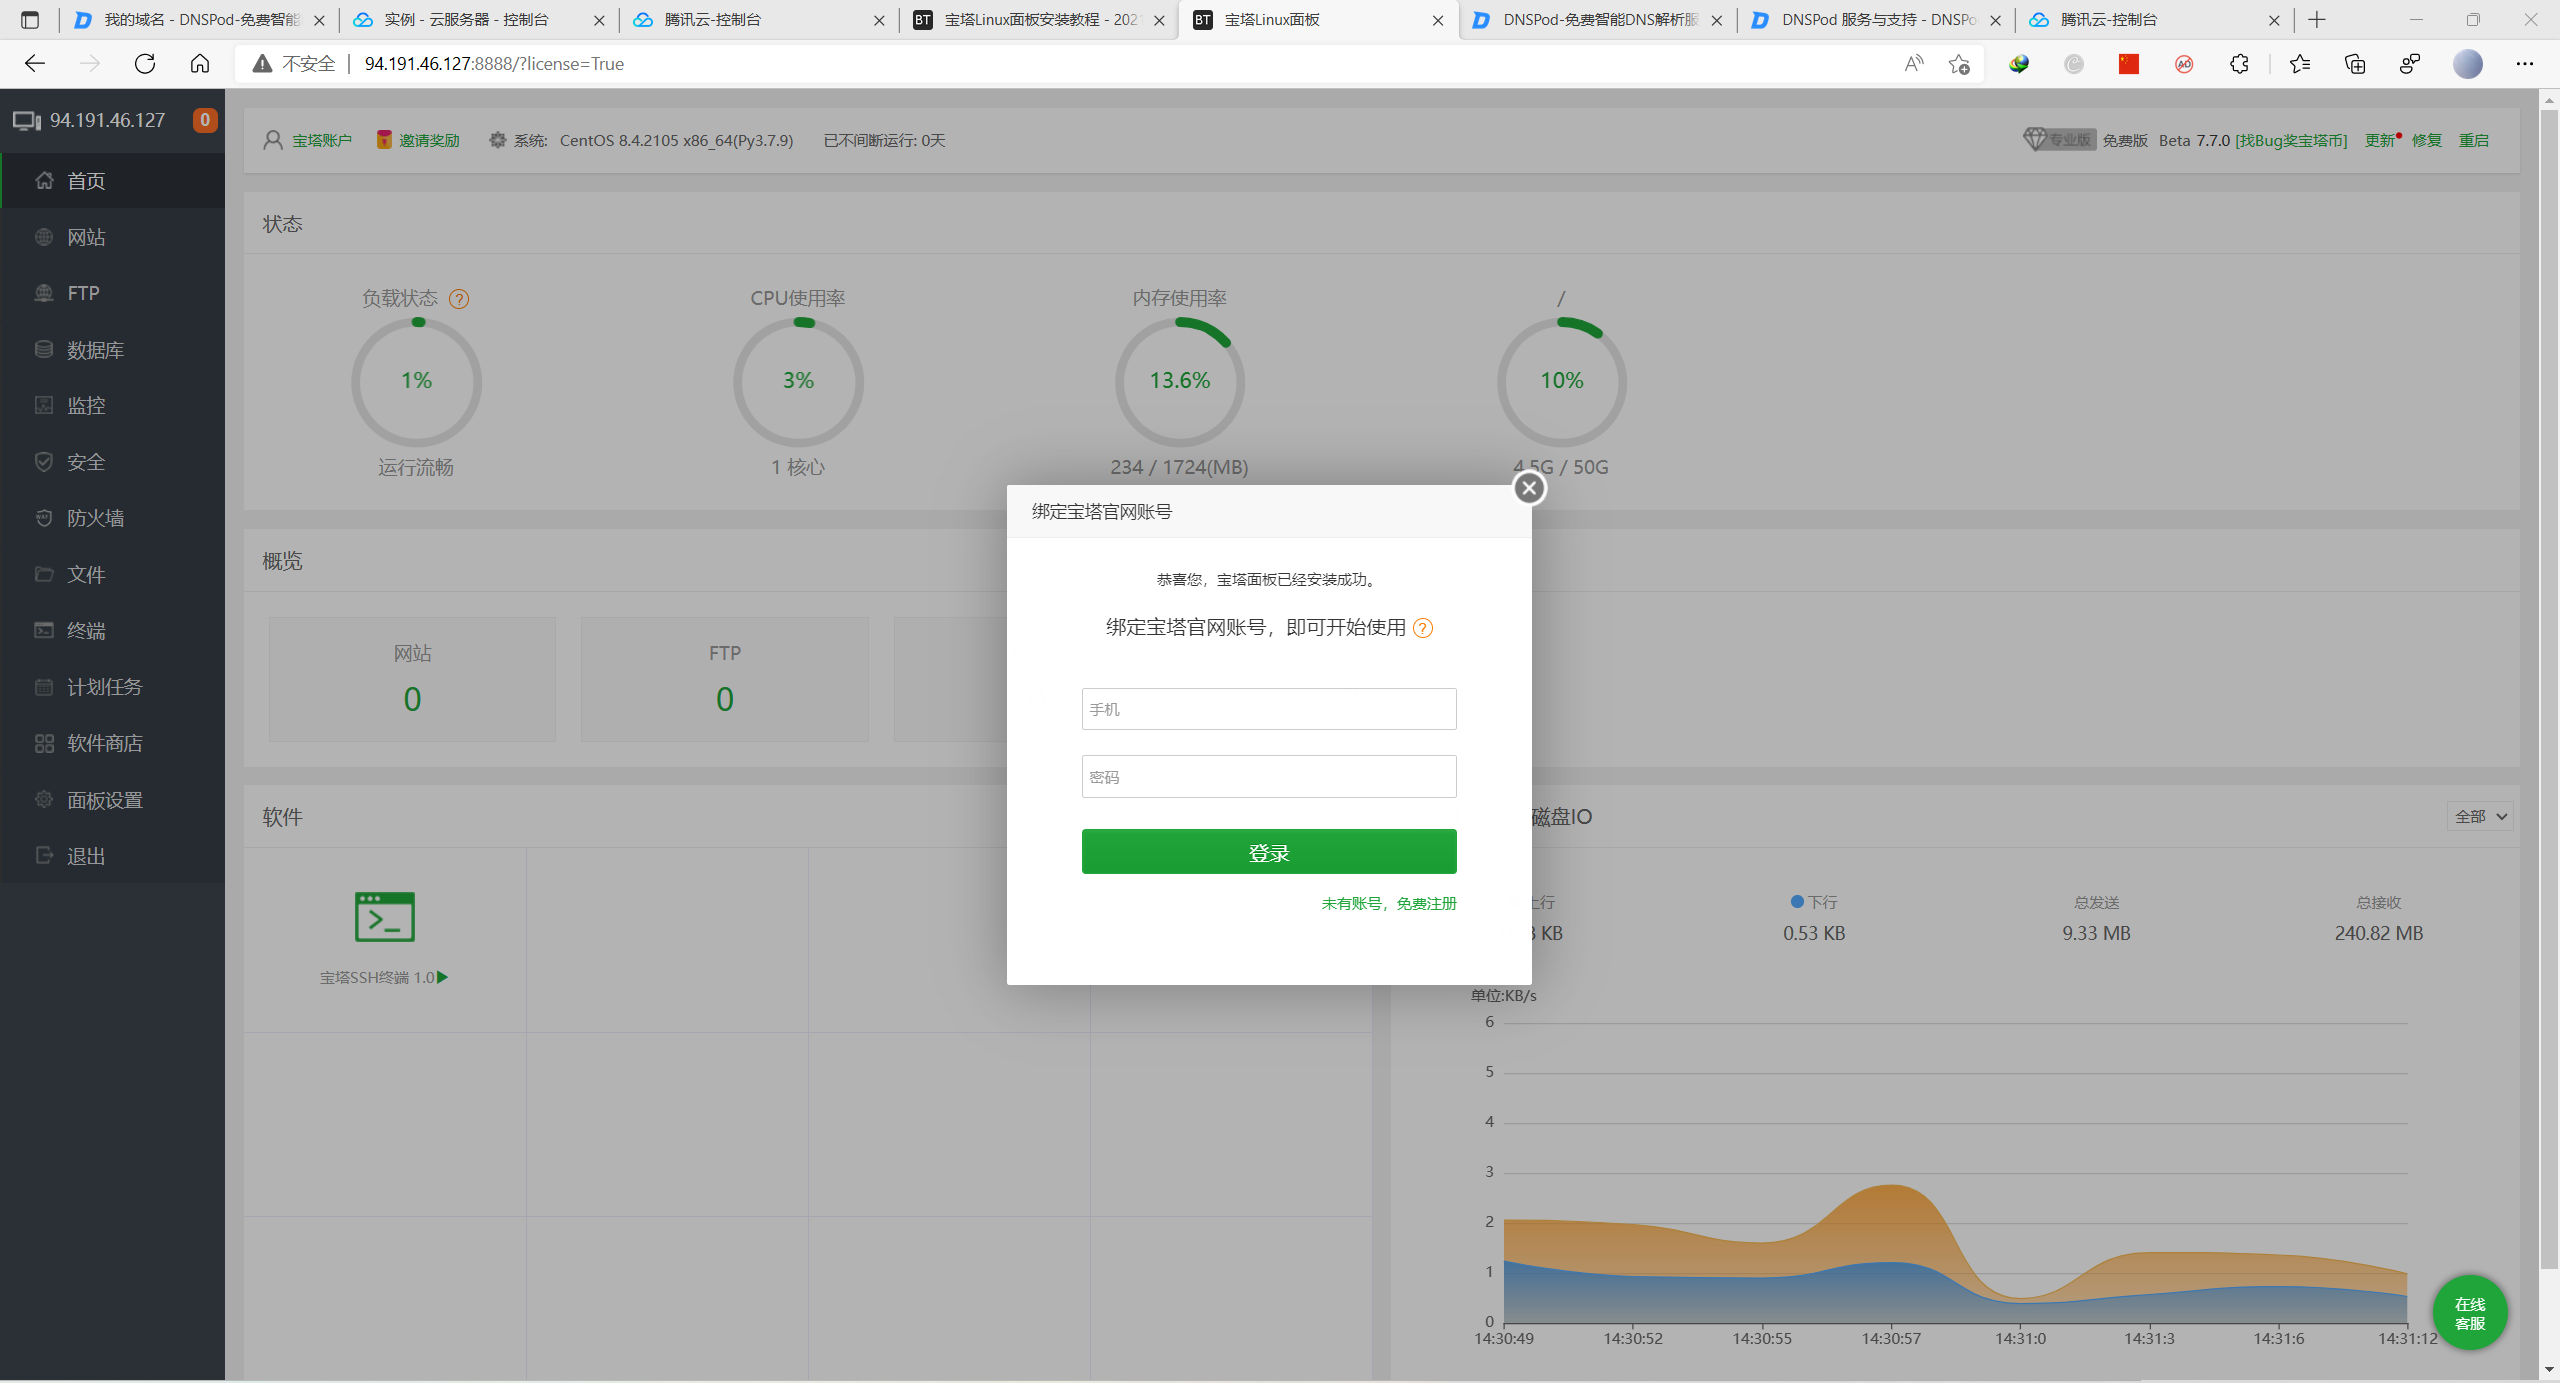 我的域名 - DNSPod-免费智能
实例 - 云服务器 - 控制台
腾讯云-控制台
宝塔Linux面板安装教程 - 2021
宝塔Linux面板
DNSPod-免费智能DNS解析服
DNSPod 服务与支持 - DNSPo
腾讯云-控制台
不安全 94.191.46.127:8888/?license=True
94.191.46.127 0
首页
网站
FTP
数据库
监控
安全
防火墙
文件
终端
计划任务
软件商店
面板设置
退出
宝塔账户 邀请奖励 系统: CentOS 8.4.2105 x86_64(Py3.7.9) 已不间断运行: 0天
专业版 免费版 Beta 7.7.0 [找Bug奖宝塔币] 更新 修复 重启
状态
负载状态 ?
1%
运行流畅
CPU使用率
3%
1 核心
内存使用率
13.6%
234 / 1724(MB)
/
10%
4.5G / 50G
概览
网站
0
FTP
0
绑定宝塔官网账号
恭喜您，宝塔面板已经安装成功。
绑定宝塔官网账号，即可开始使用 ?
手机
密码
登录
未有账号，免费注册
软件
宝塔SSH终端 1.0
磁盘IO
全部
上行
KB
下行
0.53 KB
总发送
9.33 MB
总接收
240.82 MB
单位:KB/s
6
5
4
3
2
1
0
14:30:49 14:30:52 14:30:55 14:30:57 14:31:0 14:31:3 14:31:6 14:31:12
在线
客服